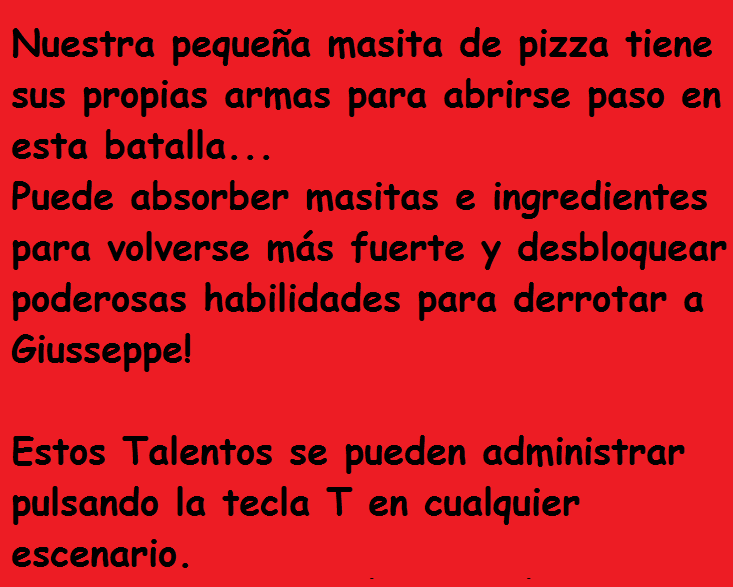 Nuestra pequeña masita de pizza tiene
sus propias armas para abrirse paso en
esta batalla...
Puede absorber masitas e ingredientes
para volverse más fuerte y desbloquear
poderosas habilidades para derrotar a
Giusseppe!
Estos Talentos se pueden administrar
pulsando la tecla T en cualquier
escenario.